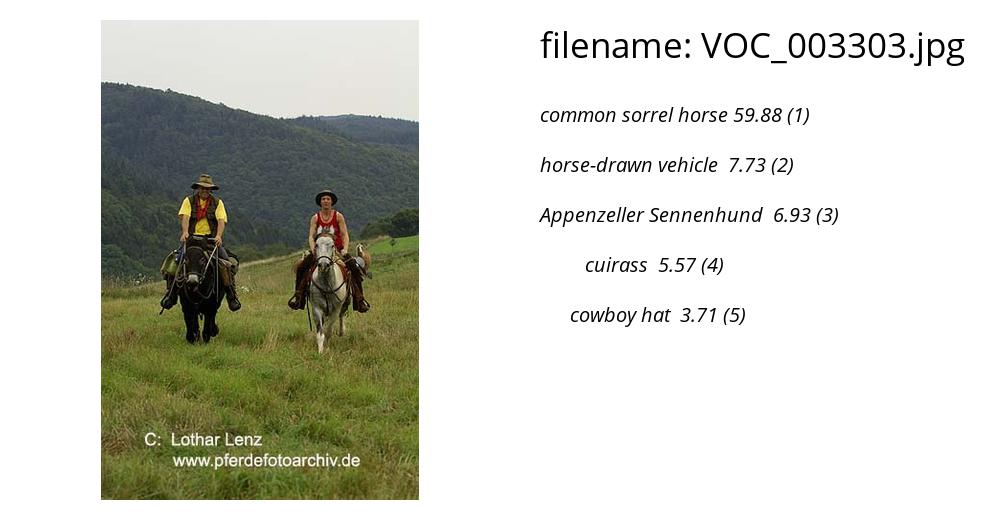 filename: VOC_003303.jpg
common sorrel horse 59.88 (1)
horse-drawn vehicle 7.73 (2)
Appenzeller Sennenhund 6.93 (3)
cuirass 5.57 (4)
cowboy hat 3.71 (5)
C: Lothar Lenz
www.pferdefotoarchiv.de